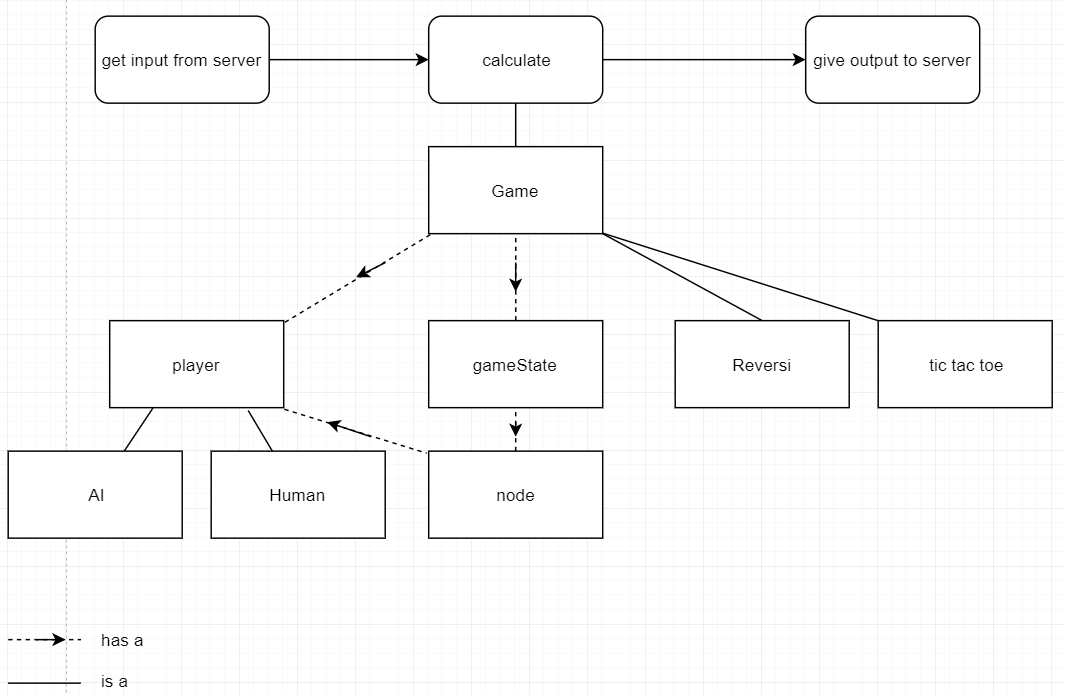 get input from server
calculate
give output to server
Game
player
gameState
Reversi
tic tac toe
AI
Human
node
has a
is a